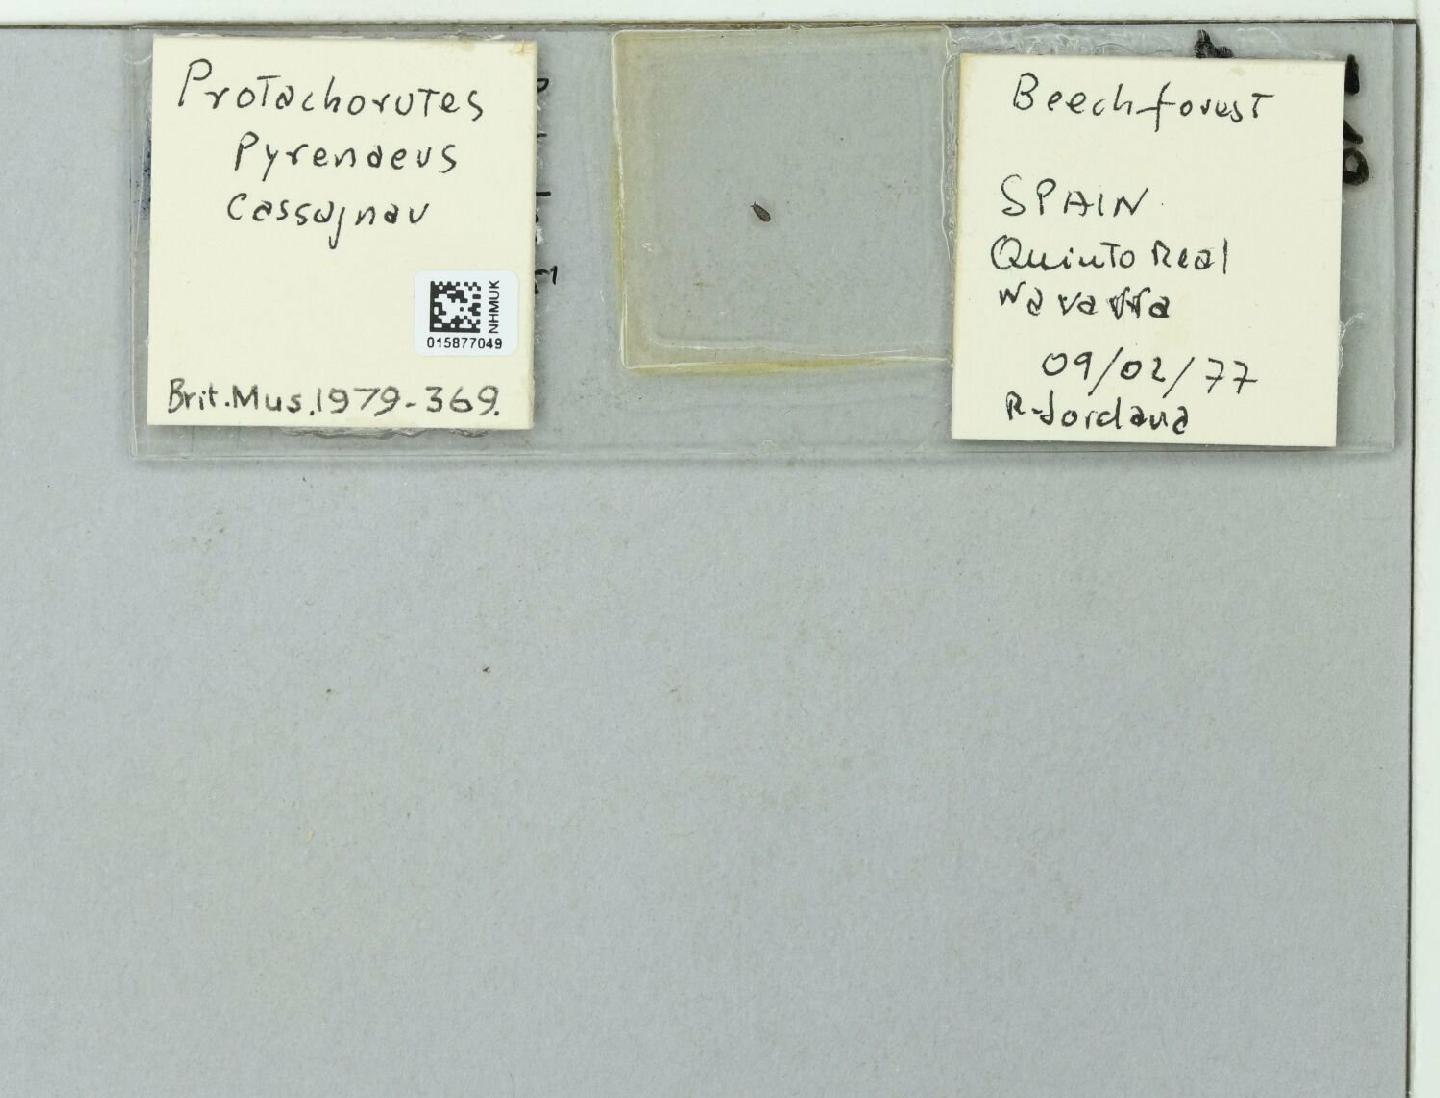 Protachorutes
Pyrenaeus
Cassagnau
NHMUK
015877049
Brit.Mus.1979-369.
Beech forest
SPAIN
Quinto Real
Navarra
09/02/77
R. Jordana